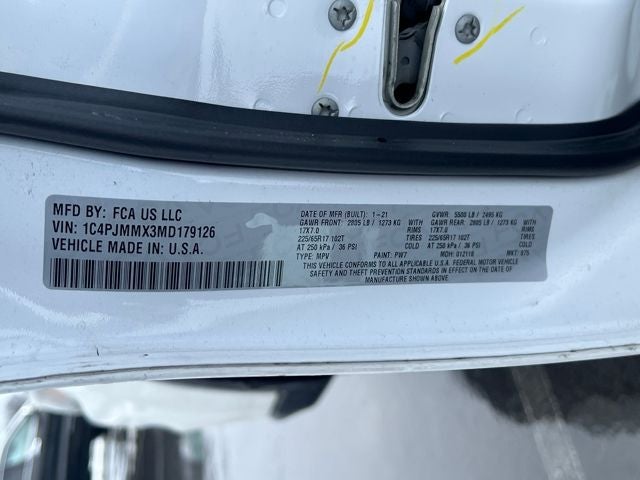 MFD BY: FCA US LLC
VIN: 1C4PJMMX3MD179126
VEHICLE MADE IN: U.S.A.
DATE OF MFR (BUILT): 1-21 GVWR 5500 LB / 2495 KG
GAWR FRONT: 2805 LB / 1273 KG WITH GAWR REAR: 2805 LB / 1273 KG WITH
17X7.0 RIMS 17X7.0 RIMS
225/65R17 102T TIRES 225/65R17 102T TIRES
AT 250 kPa / 36 PSI COLD AT 250 kPa / 36 PSI COLD
TYPE: MPV PAINT: PW7 MDH: 012118 MKT: 875
THIS VEHICLE CONFORMS TO ALL APPLICABLE U.S.A. FEDERAL MOTOR VEHICLE
SAFETY AND THEFT PREVENTION STANDARDS IN EFFECT ON THE DATE OF
MANUFACTURE SHOWN ABOVE.